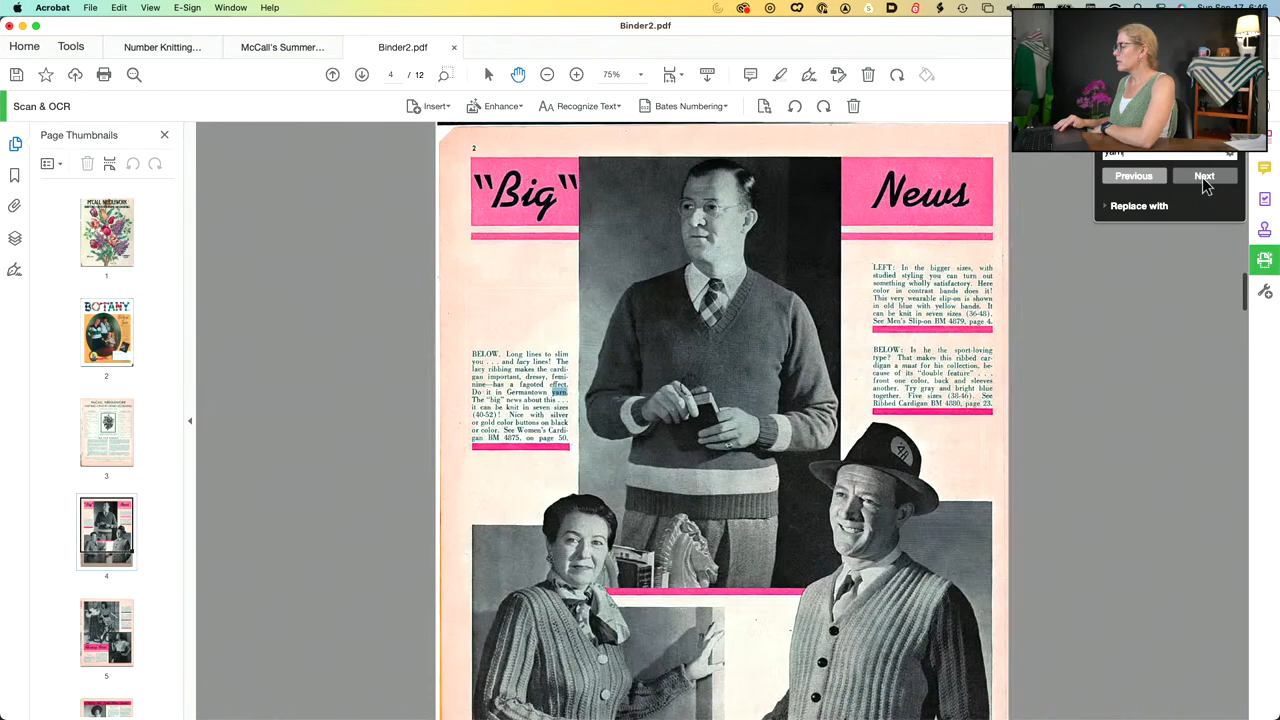 Acrobat File Edit View E-Sign Window Help
Sun Sep 17
Binder2.pdf
Home Tools Number Knitting... McCall's Summer... Binder2.pdf ×
4 / 12 75%
Scan & OCR Insert Enhance Recognize Text Bates Numbering
Page Thumbnails
yarn
Previous Next
Replace with
MCCALL NEEDLEWORK
1
BOTANY
2
3
4
5
2
"Big" News
LEFT: In the bigger sizes, with
studied styling you can turn out
something wholly satisfactory. Here
color in contrast bands does it!
This very wearable slip-on is shown
in old blue with yellow bands. It
can be knit in seven sizes (36-48).
See Men's Slip-on BM 4879, page 4.
BELOW: Is he the sport-loving
type? That makes this ribbed car-
digan a must for his collection, be-
cause of its "double feature" . . .
front one color, back and sleeves
another. Try gray and bright blue
together. Five sizes (38-46). See
Ribbed Cardigan BM 4880, page 23.
BELOW, Long lines to slim
you . . . and lacy lines! The
lacy ribbing makes the cardi-
gan important, dressy, femi-
nine—has a fagoted effect.
Do it in Germantown yarn.
The "big" news about this . . .
it can be knit in seven sizes
(40-52)! Nice with silver
or gold color buttons on black
or color. See Women's Cardi-
gan BM 4875, on page 50.